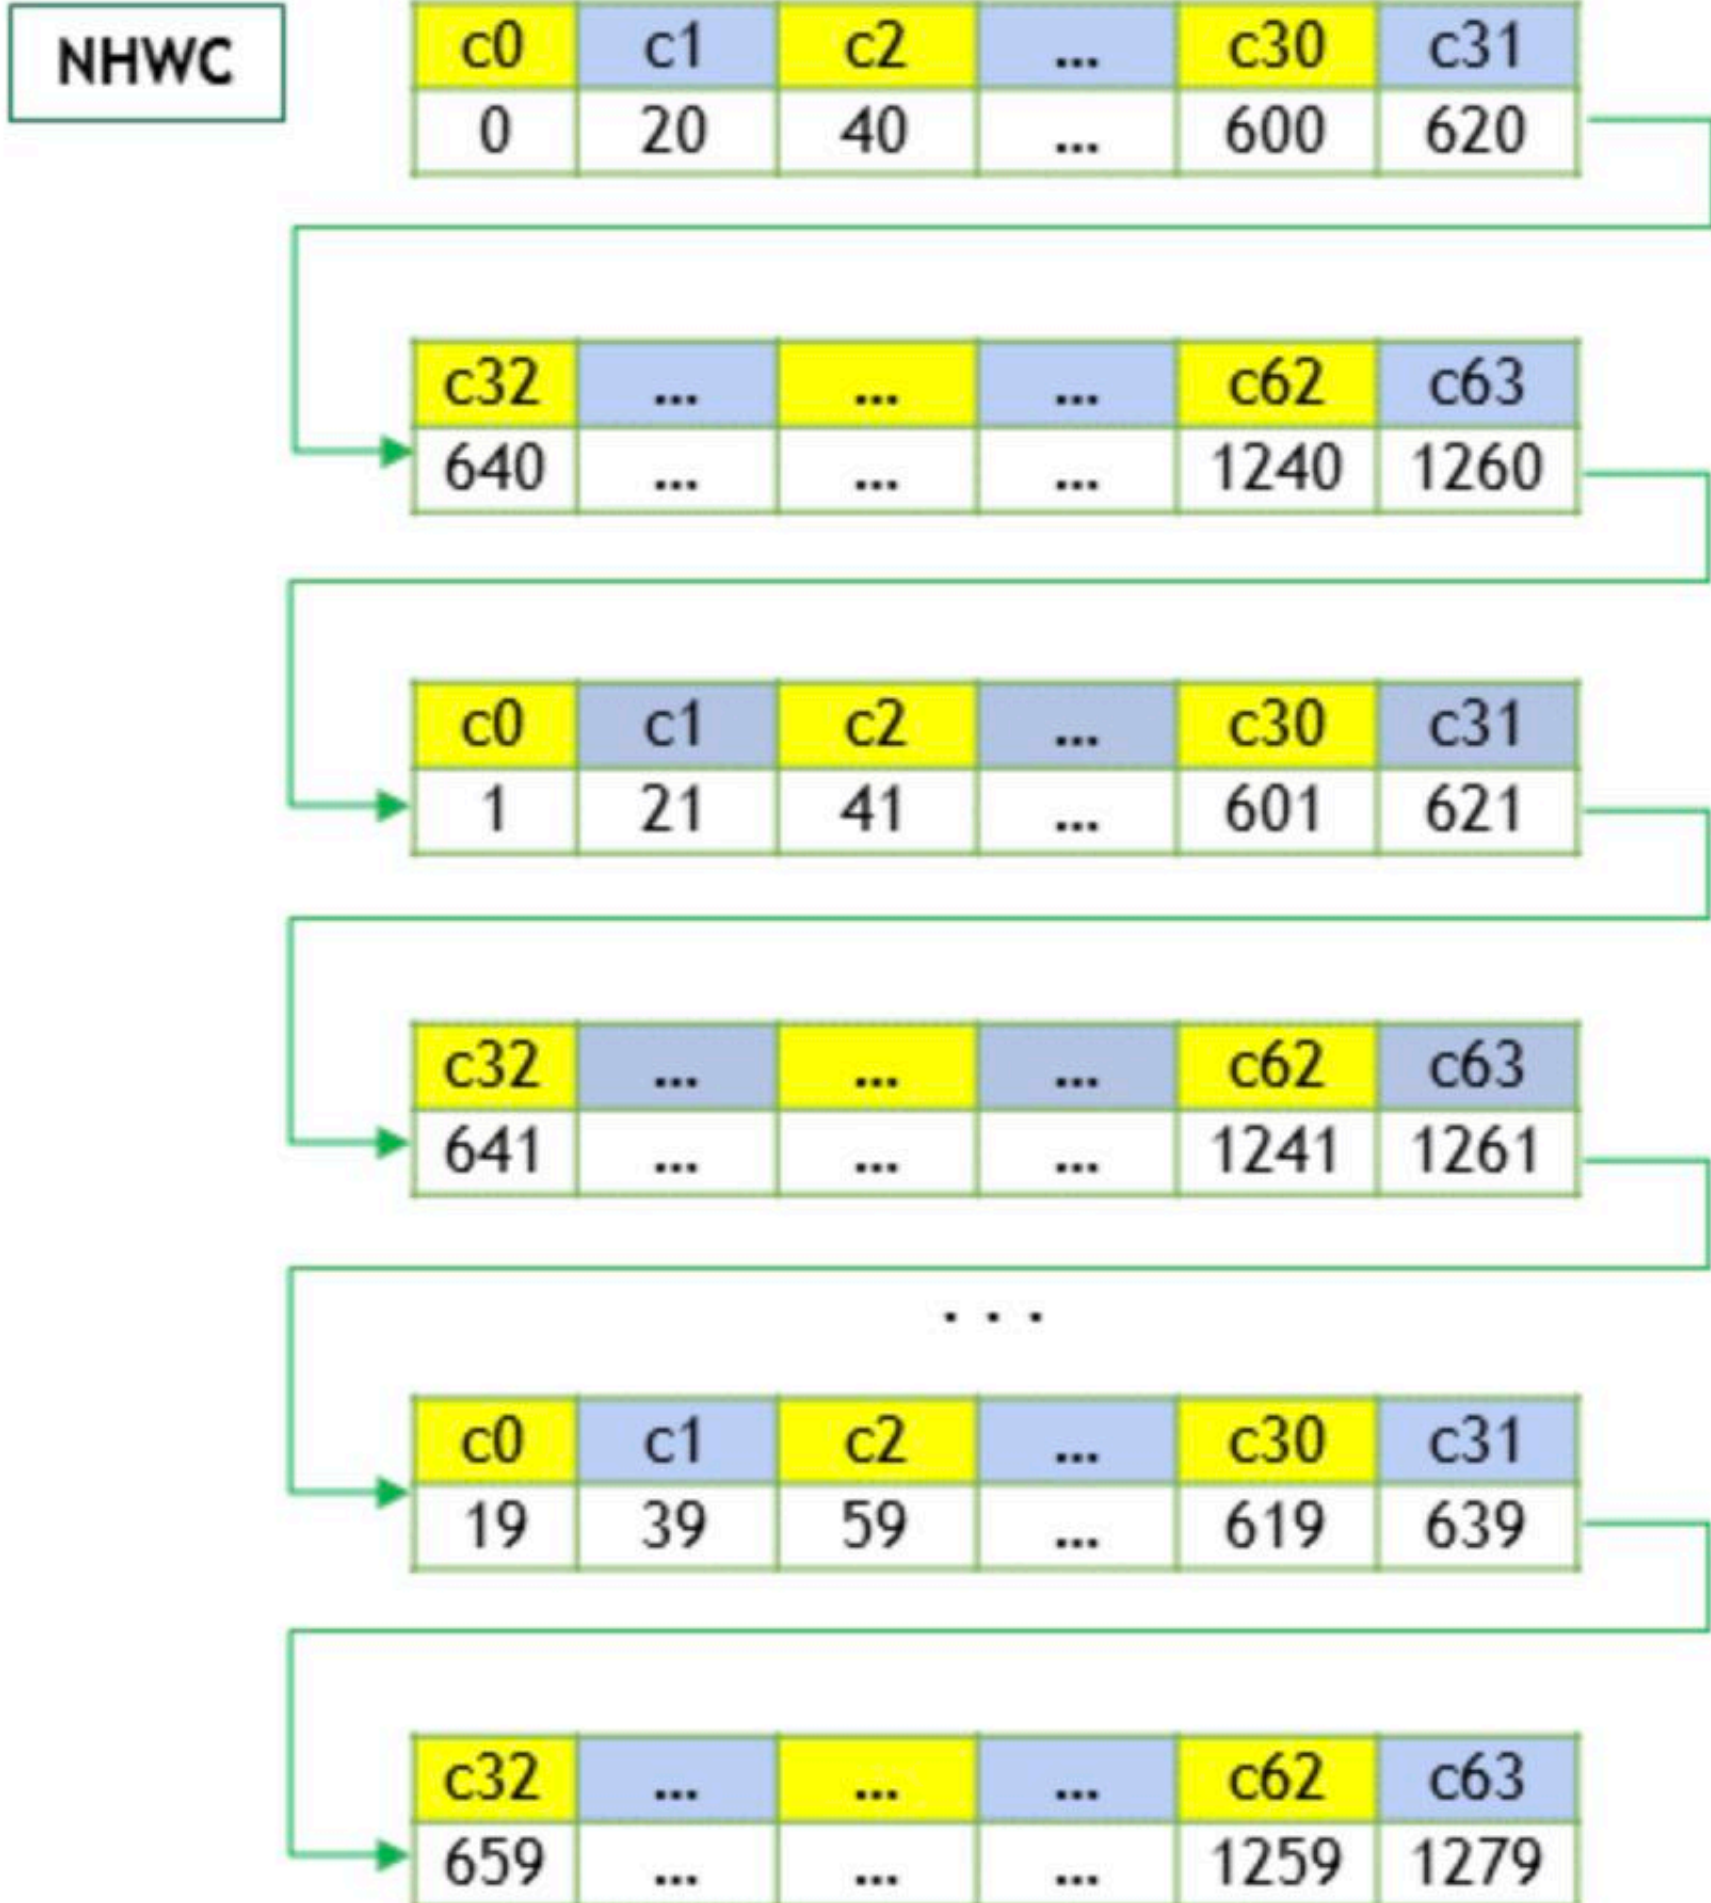 NHWC
c0 c1 c2 ... c30 c31
0 20 40 ... 600 620
c32 ... ... ... c62 c63
640 ... ... ... 1240 1260
c0 c1 c2 ... c30 c31
1 21 41 ... 601 621
c32 ... ... ... c62 c63
641 ... ... ... 1241 1261
. . .
c0 c1 c2 ... c30 c31
19 39 59 ... 619 639
c32 ... ... ... c62 c63
659 ... ... ... 1259 1279